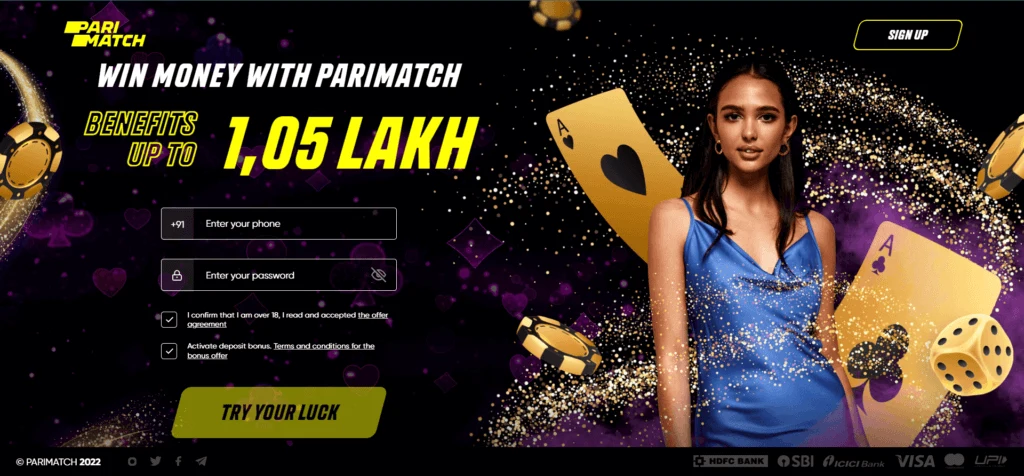 PARI
MATCH
SIGN UP
WIN MONEY WITH PARIMATCH
BENEFITS
UP TO
1,05 LAKH
+91
Enter your phone
Enter your password
I confirm that I am over 18, I read and accepted the offer
agreement
Activate deposit bonus. Terms and conditions for the
bonus offer
TRY YOUR LUCK
A
A
© PARIMATCH 2022
HDFC BANK
SBI
ICICI Bank
VISA
UPI